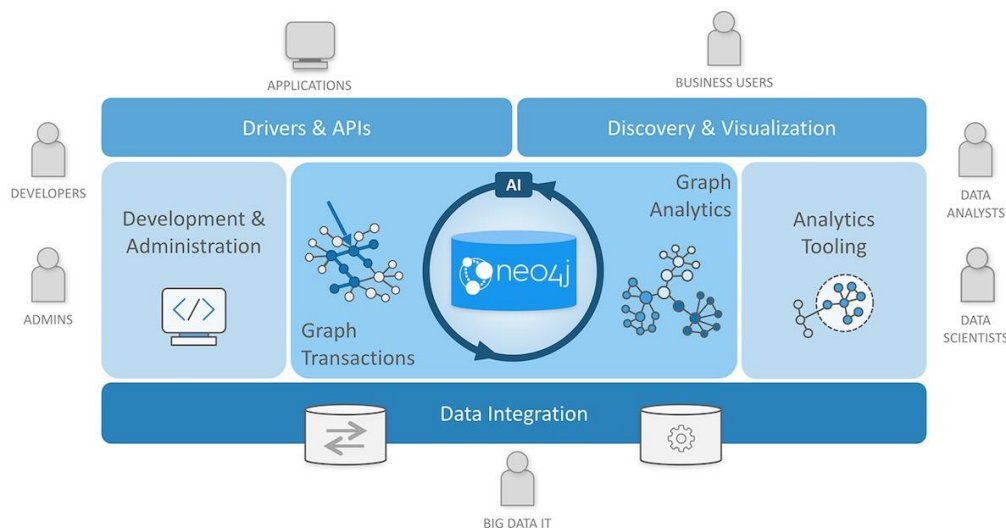 APPLICATIONS
BUSINESS USERS
Drivers & APIs
Discovery & Visualization
DEVELOPERS
ADMINS
Development &
Administration
</>
Graph
Transactions
AI
neo4j
Graph
Analytics
Analytics
Tooling
DATA
ANALYSTS
DATA
SCIENTISTS
Data Integration
BIG DATA IT